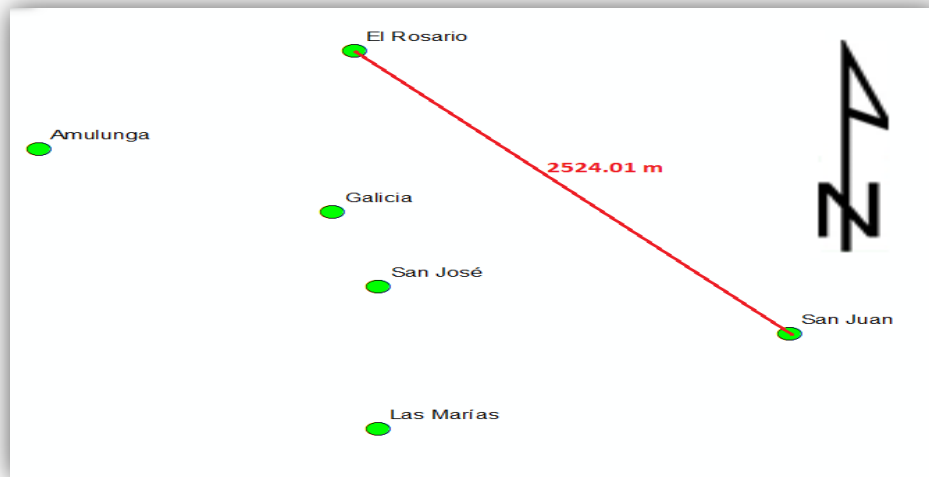 El Rosario
Amulunga
2524.01 m
Galicia
San José
San Juan
Las Marías
N